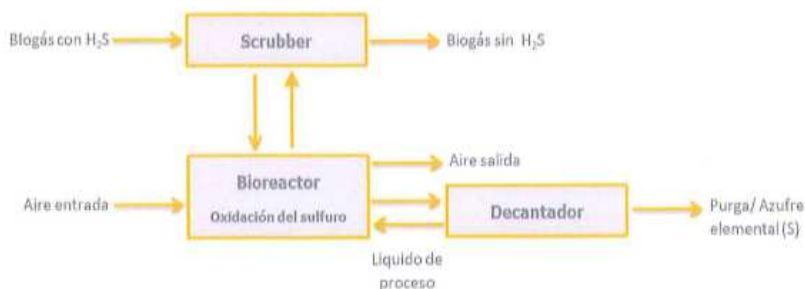 Biogás con H₂S
Scrubber
Biogás sin H₂S
Bioreactor
Oxidación del sulfuro
Aire salida
Aire entrada
Decantador
Purga/ Azufre
elemental (S)
Liquido de
proceso